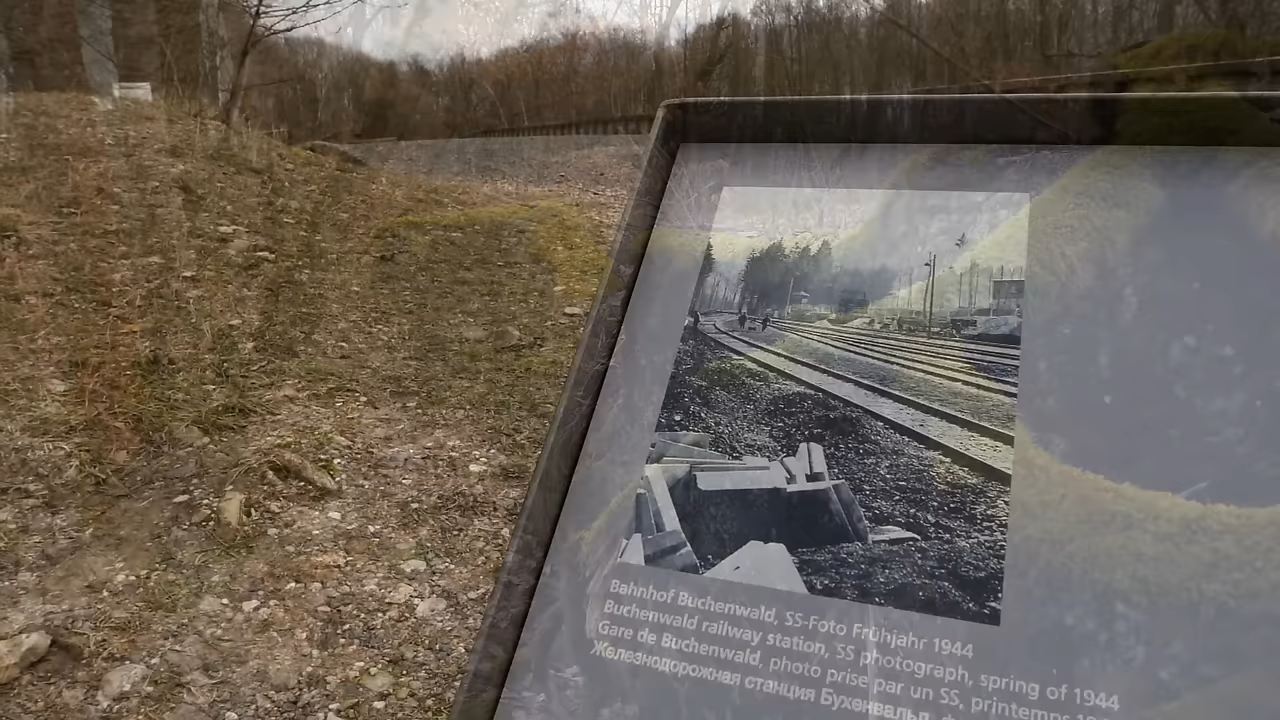 Bahnhof Buchenwald, SS-Foto Frühjahr 1944
Buchenwald railway station, SS photograph, spring of 1944
Gare de Buchenwald, photo prise par un SS, printemps
Железнодорожная станция Бухенвальд,